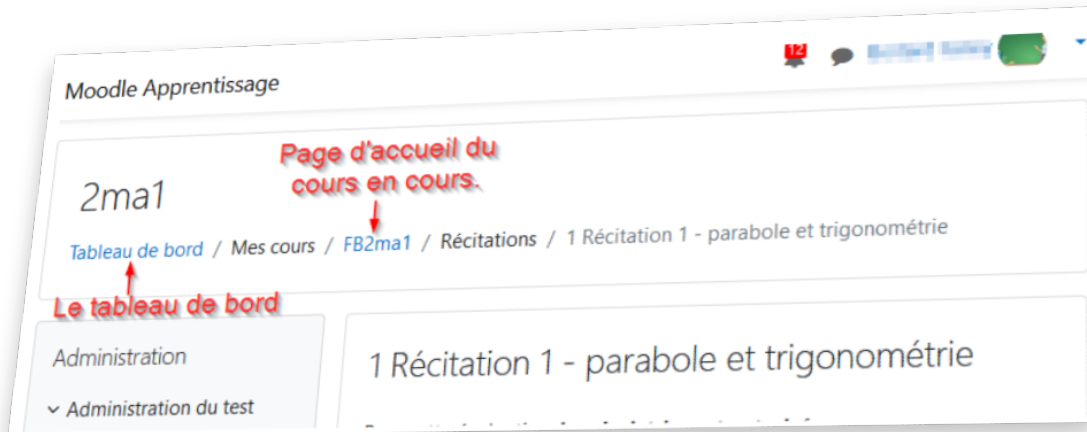 12
Moodle Apprentissage
Page d'accueil du
cours en cours.
2ma1
Tableau de bord / Mes cours / FB2ma1 / Récitations / 1 Récitation 1 - parabole et trigonométrie
Le tableau de bord
Administration
1 Récitation 1 - parabole et trigonométrie
Administration du test